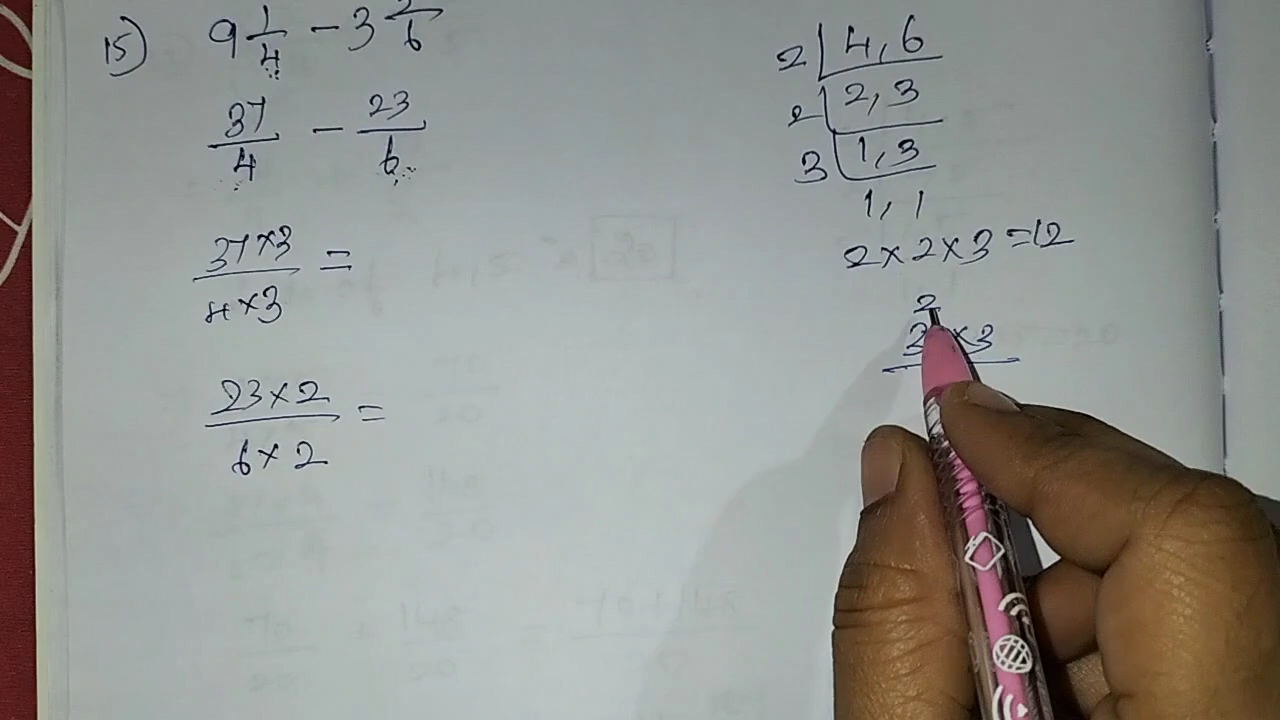 15) 9 1/4 - 3 5/6
37/4 - 23/6
37×3/4×3 =
23×2/6×2 =
2 | 4, 6
2 | 2, 3
3 | 1, 3
1, 1
2×2×3=12
2
3 ×3